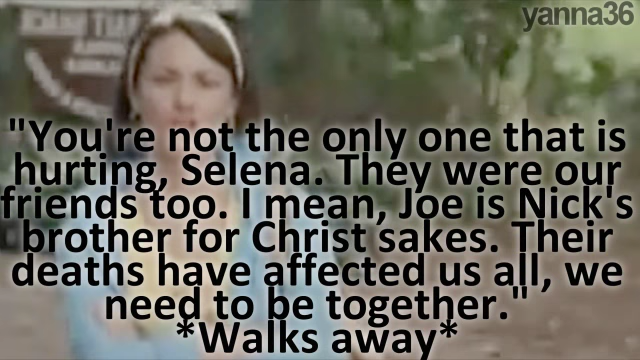 yanna36
"You're not the only one that is
hurting, Selena. They were our
friends too. I mean, Joe is Nick's
brother for Christ sakes. Their
deaths have affected us all, we
need to be together."
*Walks away*